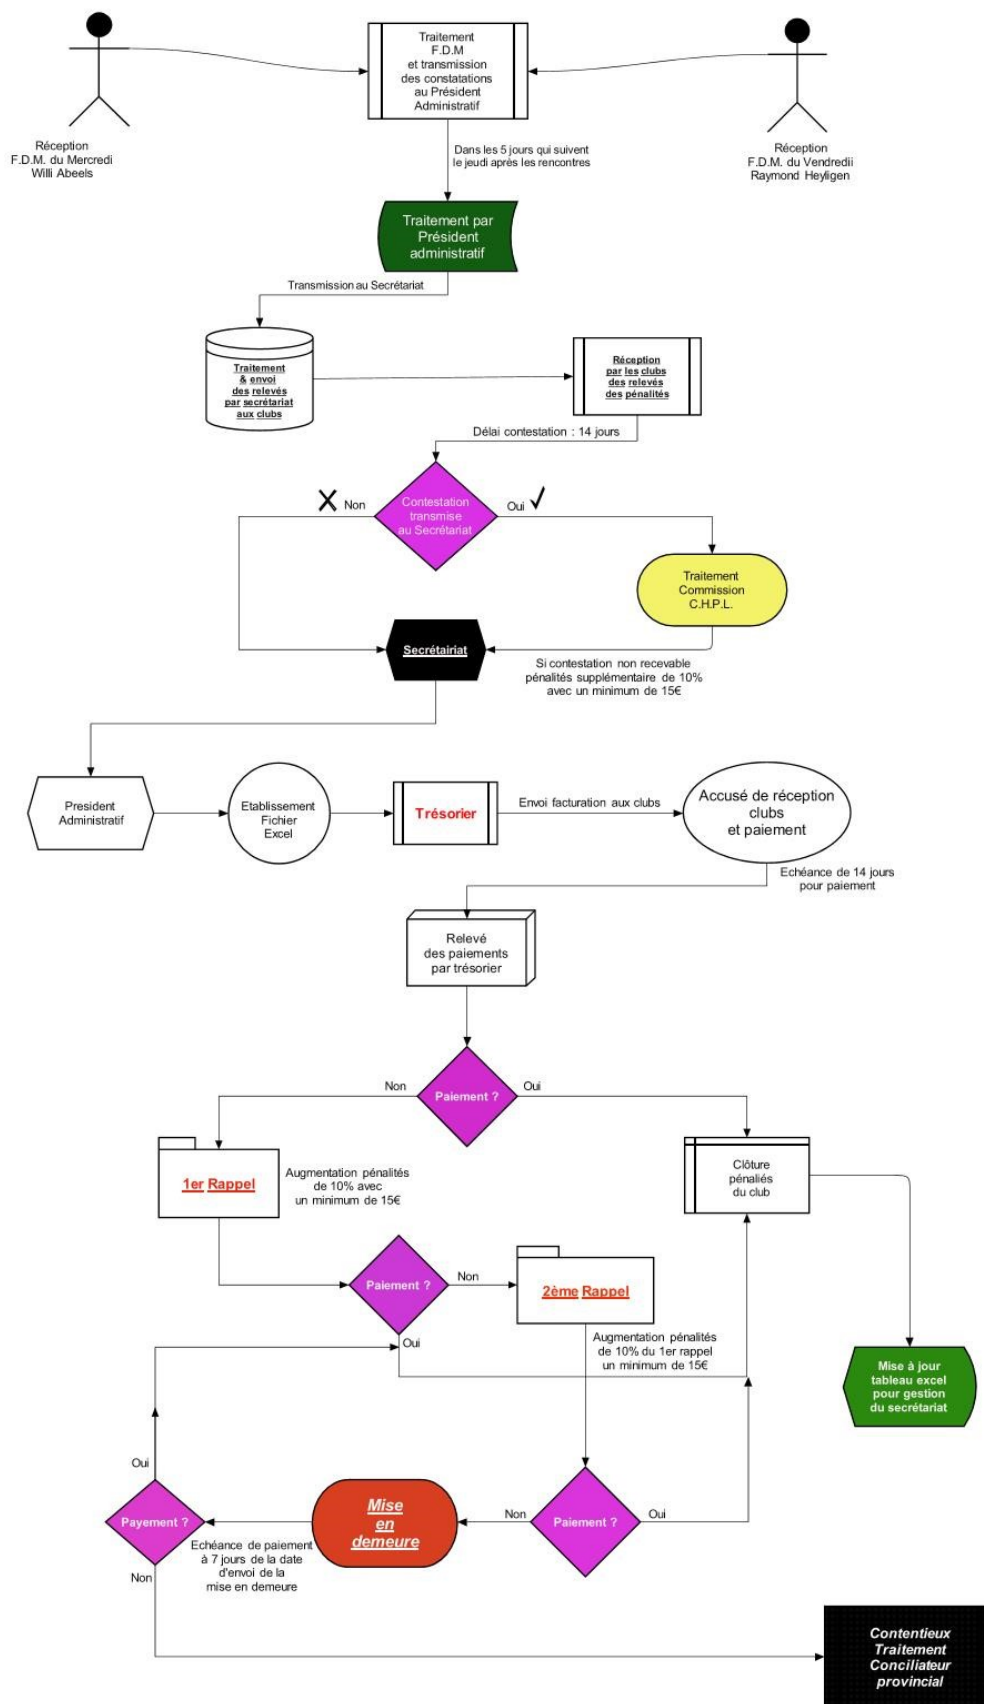 Traitement
F.D.M
et transmission
des constatations
au Président
Administratif
Réception
F.D.M. du Mercredi
Willi Abeels
Réception
F.D.M. du Vendredii
Raymond Heyligen
Dans les 5 jours qui suivent
le jeudi après les rencontres
Traitement par
Président
administratif
Transmission au Secrétariat
Traitement
& envoi
des relevés
par secrétariat
aux clubs
Réception
par les clubs
des relevés
des pénalités
Délai contestation : 14 jours
Non
Contestation
transmise
au Secrétariat
Oui
Traitement
Commission
C.H.P.L.
Secrétairiat
Si contestation non recevable
pénalités supplémentaire de 10%
avec un minimum de 15€
President
Administratif
Etablissement
Fichier
Excel
Trésorier
Envoi facturation aux clubs
Accusé de réception
clubs
et paiement
Echéance de 14 jours
pour paiement
Relevé
des paiements
par trésorier
Non
Paiement ?
Oui
1er Rappel
Augmentation pénalités
de 10% avec
un minimum de 15€
Clôture
pénaliés
du club
Paiement ?
Non
2ème Rappel
Oui
Augmentation pénalités
de 10% du 1er rappel
un minimum de 15€
Mise à jour
tableau excel
pour gestion
du secrétariat
Oui
Payement ?
Non
Mise
en
demeure
Echéance de paiement
à 7 jours de la date
d'envoi de la
mise en demeure
Non
Paiement ?
Oui
Contentieux
Traitement
Conciliateur
provincial